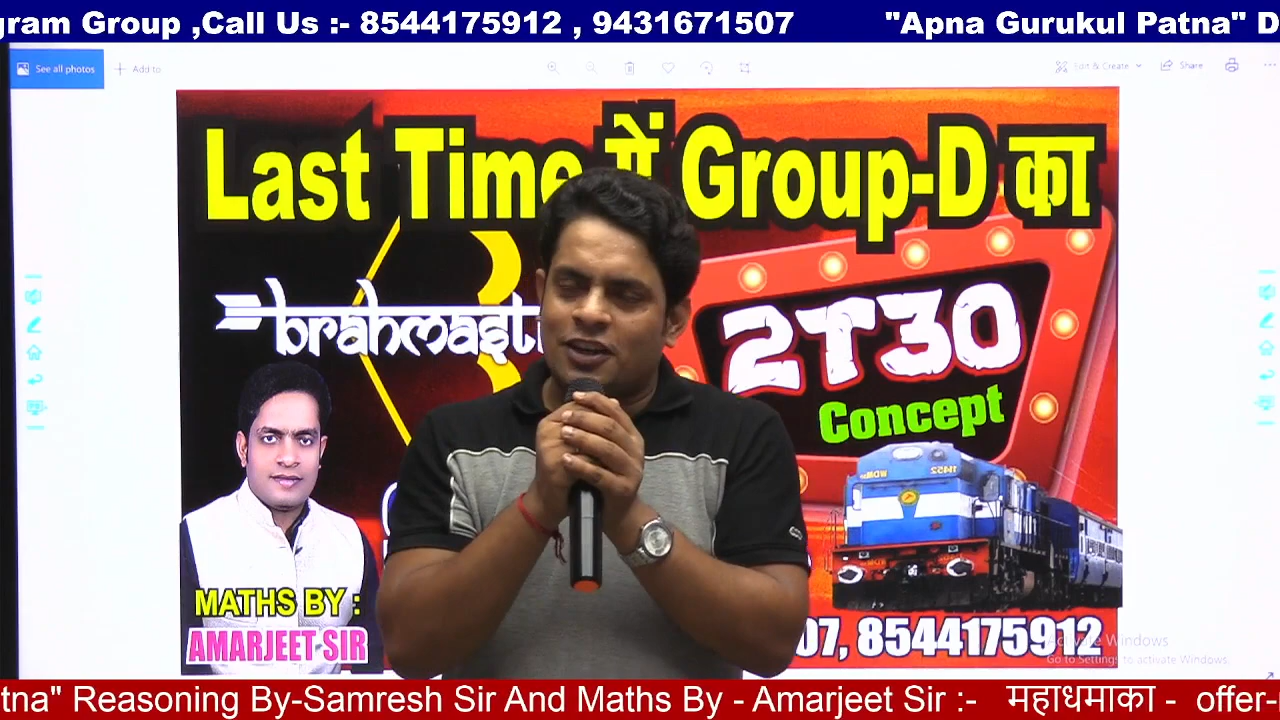 gram Group ,Call Us :- 8544175912 , 9431671507 "Apna Gurukul Patna" D
See all photos
Add to
Edit & Create
Share
Last Time में Group-D का
brahmast
2T30
Concept
WDM
11452
MATHS BY :
AMARJEET SIR
07, 8544175912
Activate Windows
Go to Settings to activate Windows.
tna" Reasoning By-Samresh Sir And Maths By - Amarjeet Sir :- महाधमाका - offer-